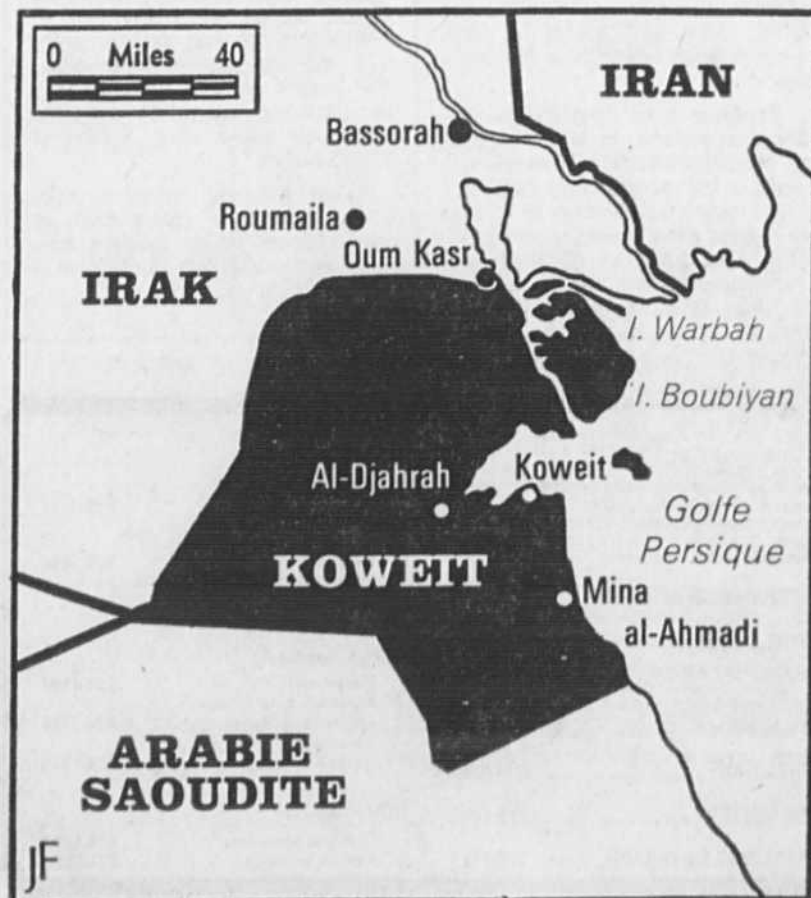 0 Miles 40
IRAN
Bassorah
Roumaila
Oum Kasr
IRAK
I. Warbah
I. Boubiyan
Al-Djahrah
Koweit
Golfe
Persique
KOWEIT
Mina
al-Ahmadi
ARABIE
SAOUDITE
JF